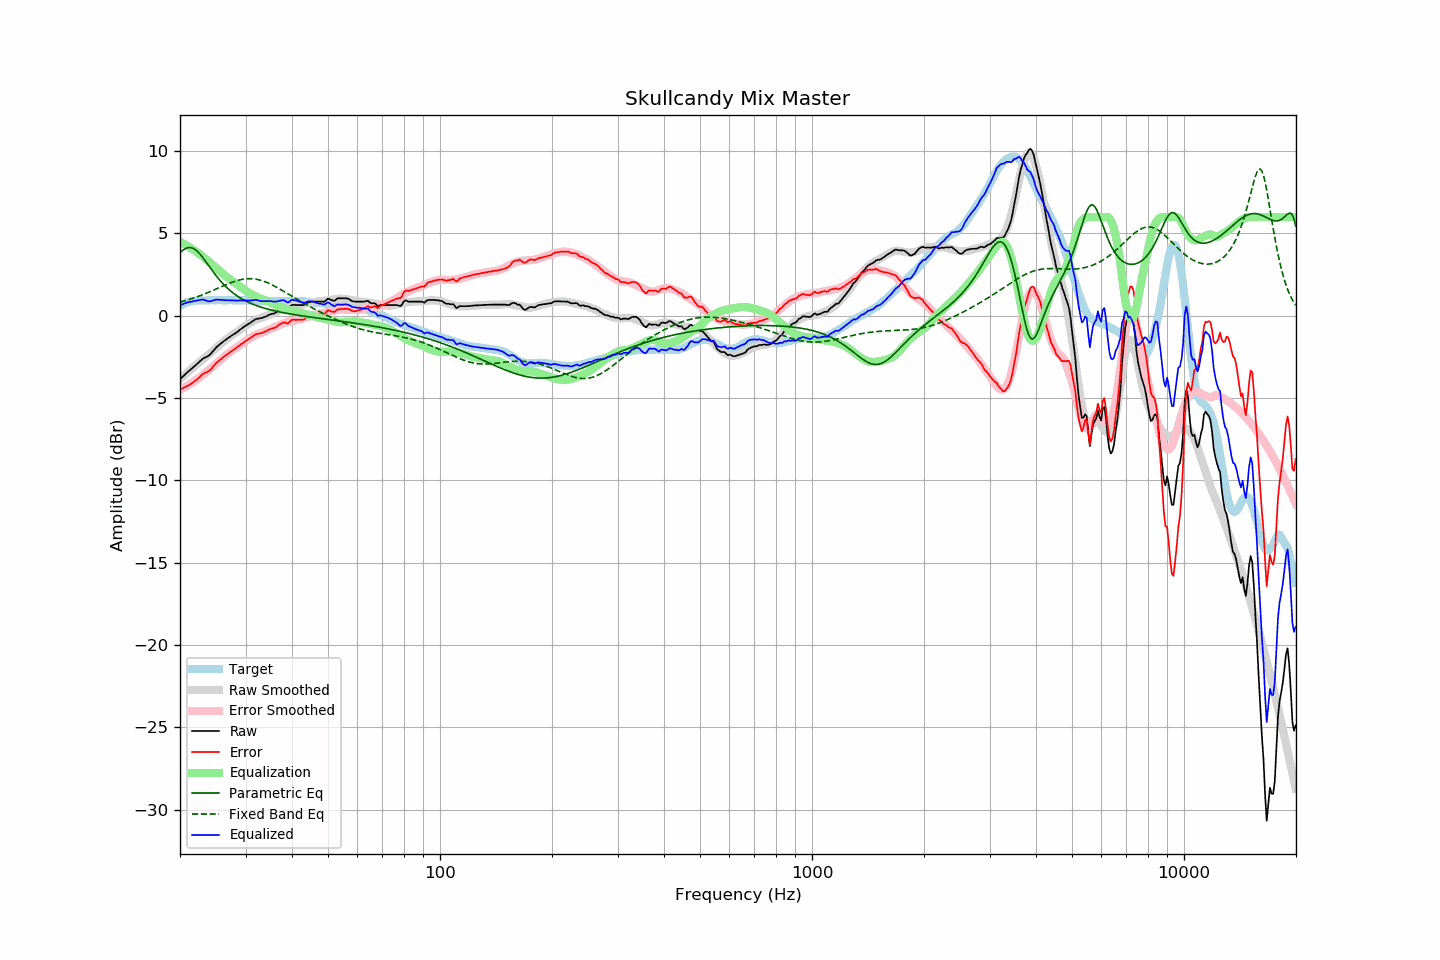 Skullcandy Mix Master
10
5
0
−5
−10
−15
−20
−25
−30
Amplitude (dBr)
Target
Raw Smoothed
Error Smoothed
Raw
Error
Equalization
Parametric Eq
Fixed Band Eq
Equalized
100 1000 10000
Frequency (Hz)